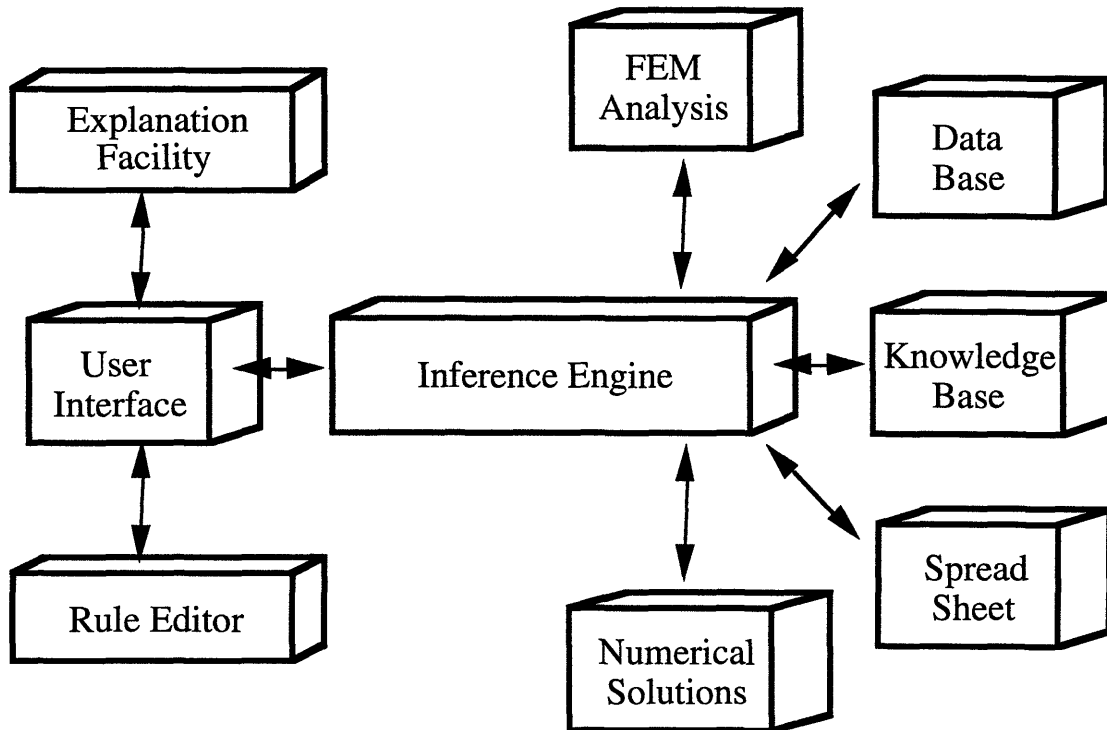 FEM
Analysis
Explanation
Facility
Data
Base
User
Interface
Inference Engine
Knowledge
Base
Rule Editor
Spread
Sheet
Numerical
Solutions